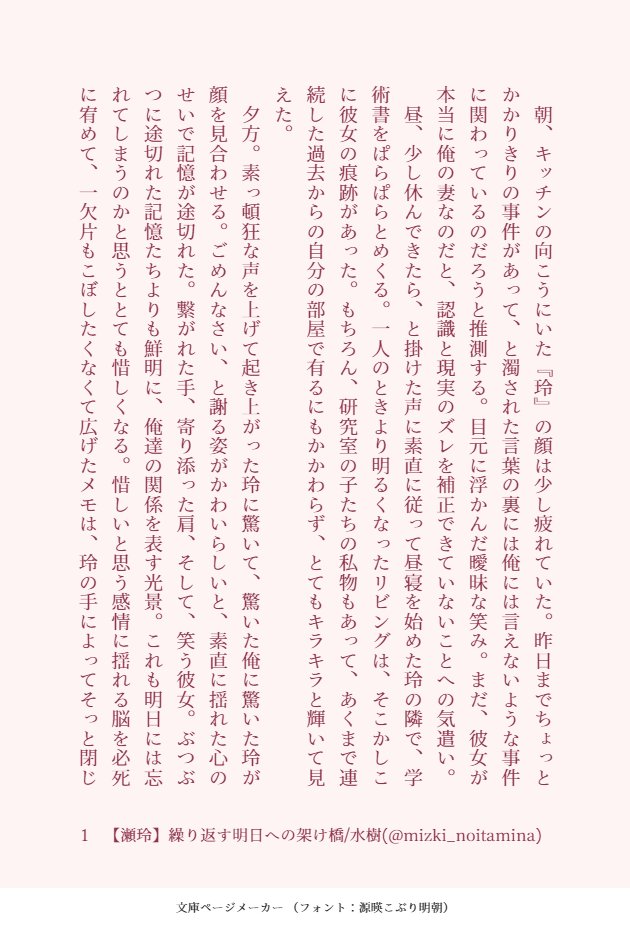 朝、キッチンの向こうにいた『玲』の顔は少し疲れていた。昨日までちょっと
かかりきりの事件があって、と濁された言葉の裏には俺には言えないような事件
に関わっているのだろうと推測する。目元に浮かんだ曖昧な笑み。まだ、彼女が
本当に俺の妻なのだと、認識と現実のズレを補正できていないことへの気遣い。
　昼、少し休んできたら、と掛けた声に素直に従って昼寝を始めた玲の隣で、学
術書をぱらぱらとめくる。一人のときより明るくなったリビングは、そこかしこ
に彼女の痕跡があった。もちろん、研究室の子たちの私物もあって、あくまで連
続した過去からの自分の部屋で有るにもかかわらず、とてもキラキラと輝いて見
えた。
　夕方。素っ頓狂な声を上げて起き上がった玲に驚いて、驚いた俺に驚いた玲が
顔を見合わせる。ごめんなさい、と謝る姿がかわいらしいと、素直に揺れた心の
せいで記憶が途切れた。繋がれた手、寄り添った肩、そして、笑う彼女。ぶつぶ
つに途切れた記憶たちよりも鮮明に、俺達の関係を表す光景。これも明日には忘
れてしまうのかと思うととても惜しくなる。惜しいと思う感情に揺れる脳を必死
に宥めて、一欠片もこぼしたくなくて広げたメモは、玲の手によってそっと閉じ
1　【瀬玲】繰り返す明日への架け橋/水樹(@mizki_noitamina)
文庫ページメーカー （フォント：源暎こぶり明朝）